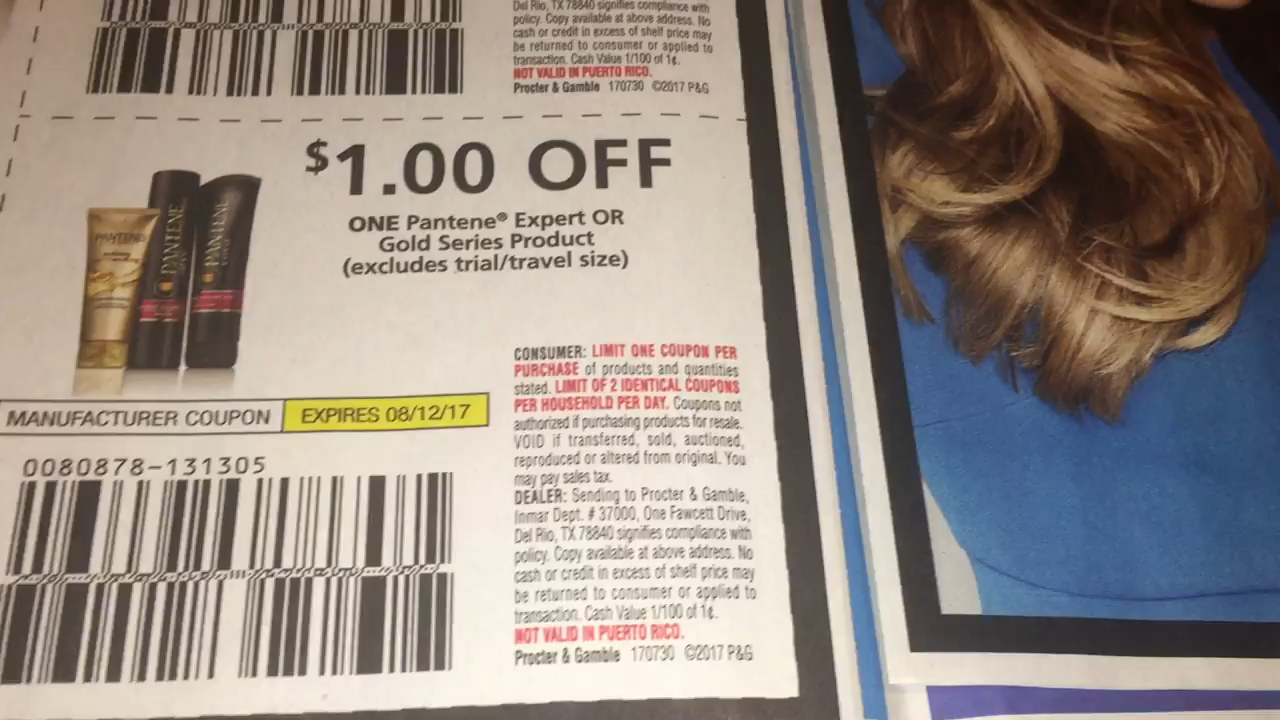 Del Rio, TX 78840 signifies compliance with
policy. Copy available at above address. No
cash or credit in excess of shelf price may
be returned to consumer or applied to
transaction. Cash Value 1/100 of 1¢.
NOT VALID IN PUERTO RICO.
Procter & Gamble 170730 ©2017 P&G
$1.00 OFF
ONE Pantene® Expert OR
Gold Series Product
(excludes trial/travel size)
PANTENE
PANTENE
PANTENE
MANUFACTURER COUPON
EXPIRES 08/12/17
0080878-131305
CONSUMER: LIMIT ONE COUPON PER
PURCHASE of products and quantities
stated. LIMIT OF 2 IDENTICAL COUPONS
PER HOUSEHOLD PER DAY. Coupons not
authorized if purchasing products for resale.
VOID if transferred, sold, auctioned,
reproduced or altered from original. You
may pay sales tax.
DEALER: Sending to Procter & Gamble,
Inmar Dept. # 37000, One Fawcett Drive,
Del Rio, TX 78840 signifies compliance with
policy. Copy available at above address. No
cash or credit in excess of shelf price may
be returned to consumer or applied to
transaction. Cash Value 1/100 of 1¢.
NOT VALID IN PUERTO RICO.
Procter & Gamble 170730 ©2017 P&G